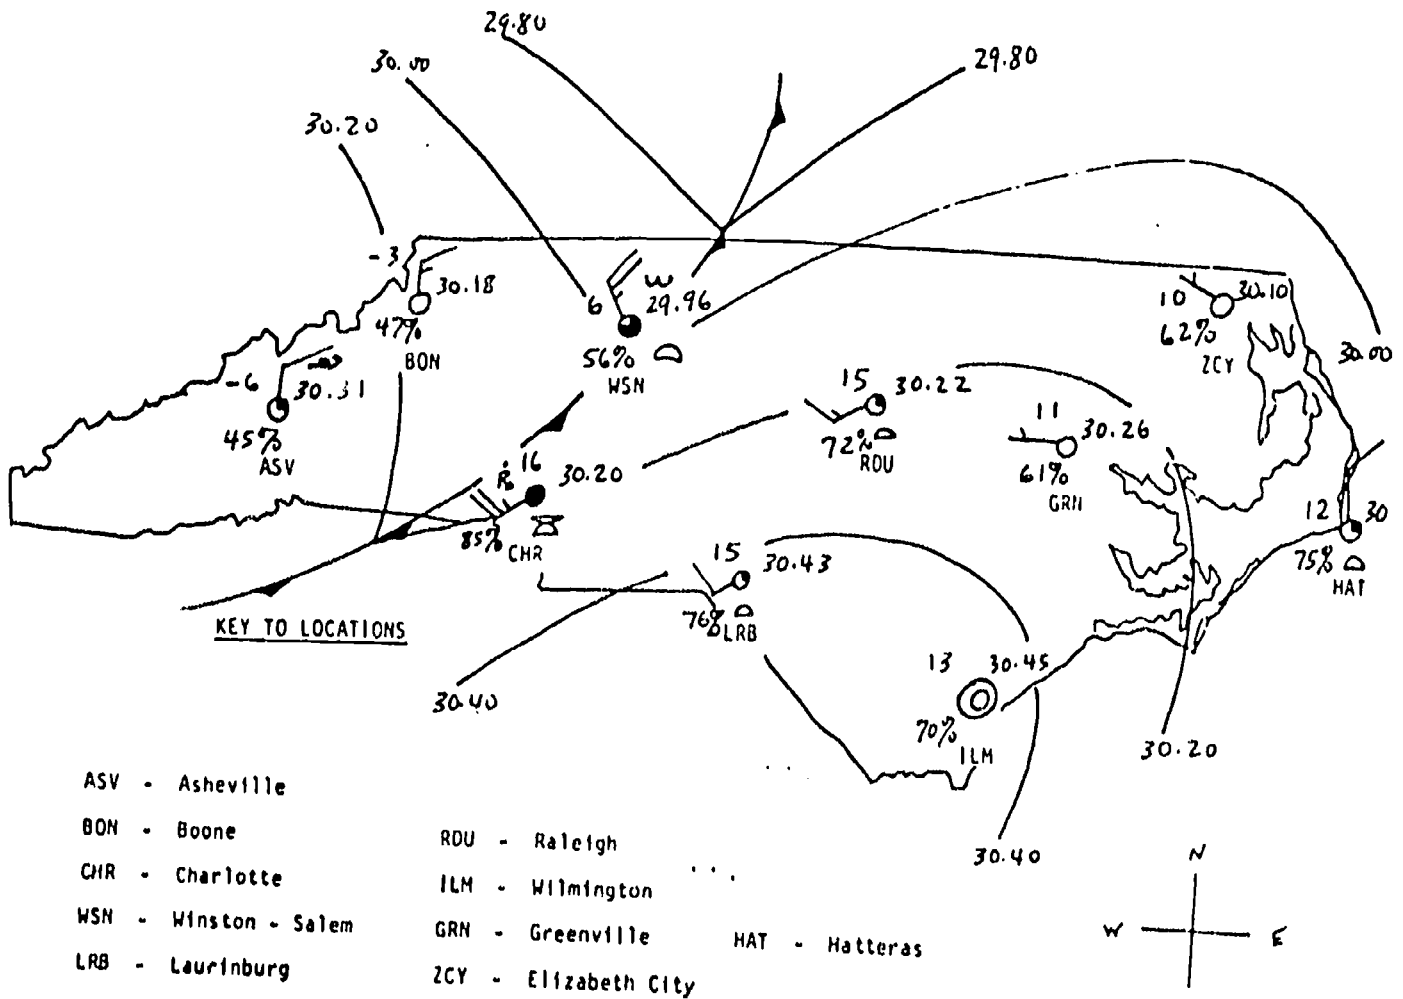 29.80
30.00
29.80
30.20
-3
30.18
47%
BON
6
29.96
56%
WSN
10
30.10
62%
ZCY
30.00
-6
30.31
45%
ASV
15
30.22
72%
RDU
11
30.26
61%
GRN
16
30.20
85%
CHR
12
30
75%
HAT
15
30.43
76%
LRB
KEY TO LOCATIONS
30.40
13
30.45
70%
ILM
30.20
30.40
ASV - Asheville
BON - Boone
CHR - Charlotte
WSN - Winston - Salem
LRB - Laurinburg
RDU - Raleigh
ILM - Wilmington
GRN - Greenville
ZCY - Elizabeth City
HAT - Hatteras
N
W
E